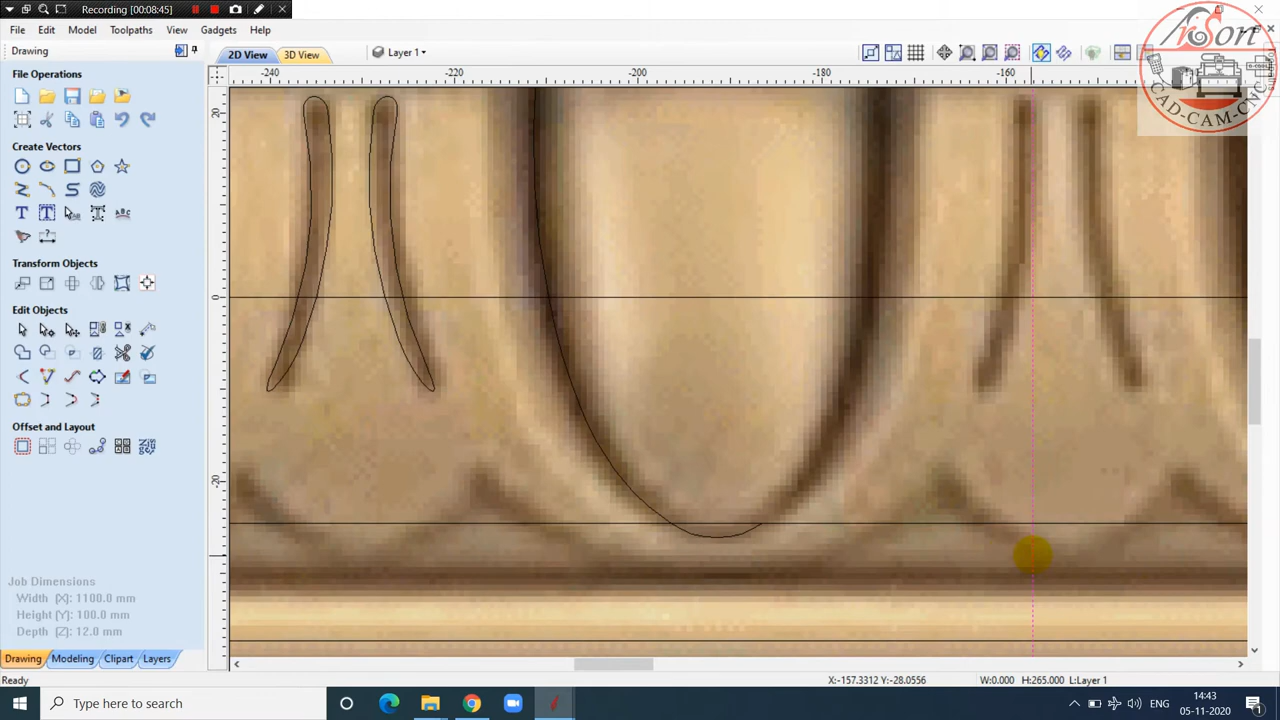 Recording [00:08:45]
File Edit Model Toolpaths View Gadgets Help
Drawing
2D View 3D View Layer 1
File Operations
-240 -220 -200 -180 -160
20
0
-20
Create Vectors
Transform Objects
Edit Objects
Offset and Layout
Job Dimensions
Width (X): 1100.0 mm
Height (Y): 100.0 mm
Depth (Z): 12.0 mm
Drawing Modeling Clipart Layers
Ready
X:-157.3312 Y:-28.0556
W:0.000 H:265.000 L:Layer 1
Type here to search
ENG
14:43
05-11-2020
CAD-CAM-CNC